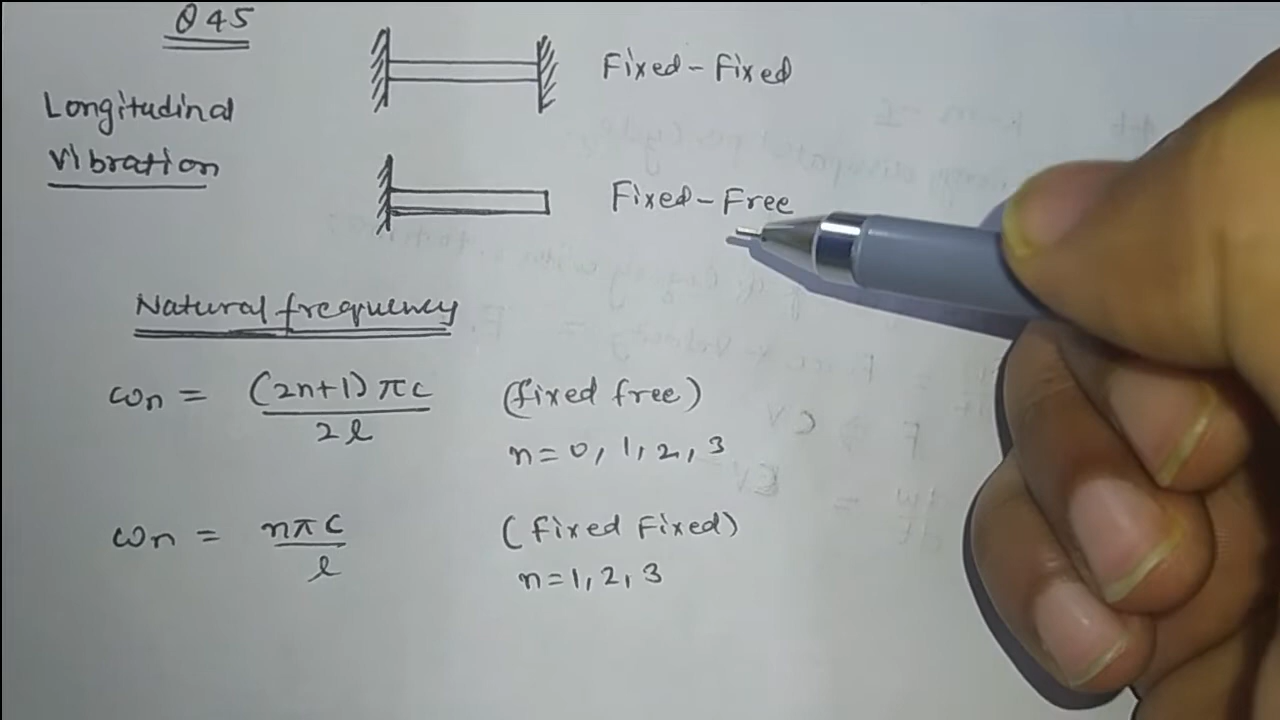 Q45
Longitudinal
Vibration
Fixed-Fixed
Fixed-Free
Natural frequency
ωn = (2n+1)πc / 2l (fixed free)
n=0, 1, 2, 3
ωn = nπc / l (fixed fixed)
n=1, 2, 3